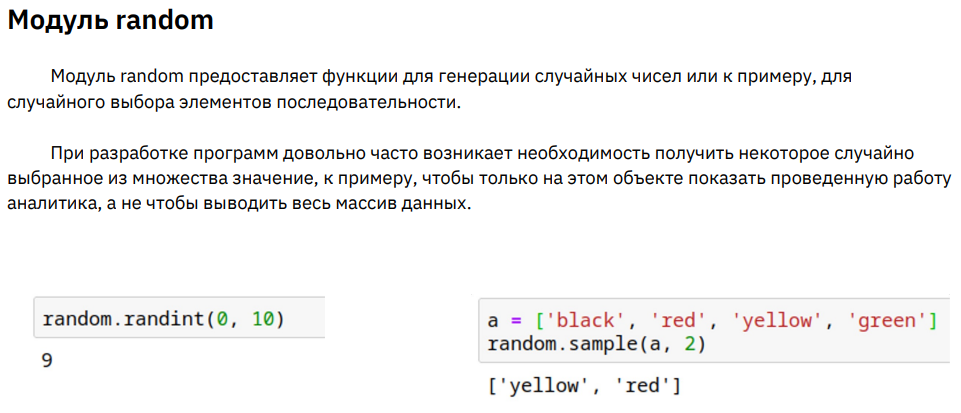 Модуль random
Модуль random предоставляет функции для генерации случайных чисел или к примеру, для
случайного выбора элементов последовательности.
При разработке программ довольно часто возникает необходимость получить некоторое случайно
выбранное из множества значение, к примеру, чтобы только на этом объекте показать проведенную работу
аналитика, а не чтобы выводить весь массив данных.
random.randint(0, 10)
9
a = ['black', 'red', 'yellow', 'green']
random.sample(a, 2)
['yellow', 'red']